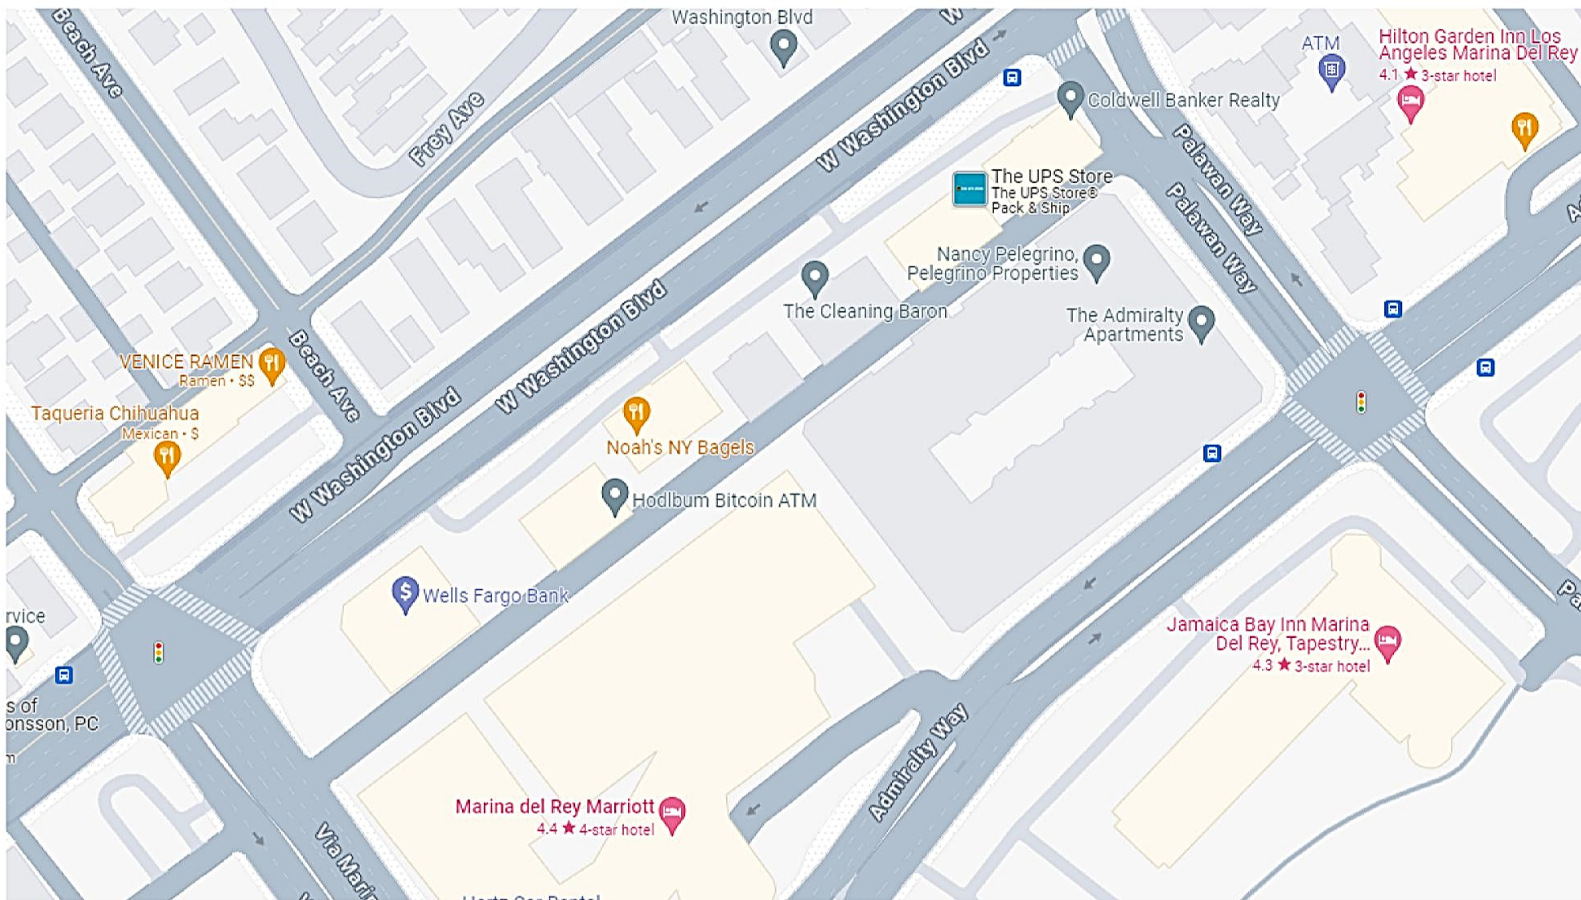 Beach Ave
Washington Blvd
W
W Washington Blvd
Frey Ave
Coldwell Banker Realty
ATM
Hilton Garden Inn Los
Angeles Marina Del Rey
4.1 ★ 3-star hotel
Palawan Way
Palawan Way
The UPS Store
The UPS Store®
Pack & Ship
Nancy Pelegrino,
Pelegrino Properties
The Cleaning Baron
The Admiralty
Apartments
W Washington Blvd
Beach Ave
VENICE RAMEN
Ramen • $$
Taqueria Chihuahua
Mexican • $
W Washington Blvd
Noah's NY Bagels
Hodlbum Bitcoin ATM
Wells Fargo Bank
rvice
s of
onsson, PC
m
Jamaica Bay Inn Marina
Del Rey, Tapestry...
4.3 ★ 3-star hotel
Pa
Admiralty Way
Marina del Rey Marriott
4.4 ★ 4-star hotel
Via Marin
Hertz Car Rental